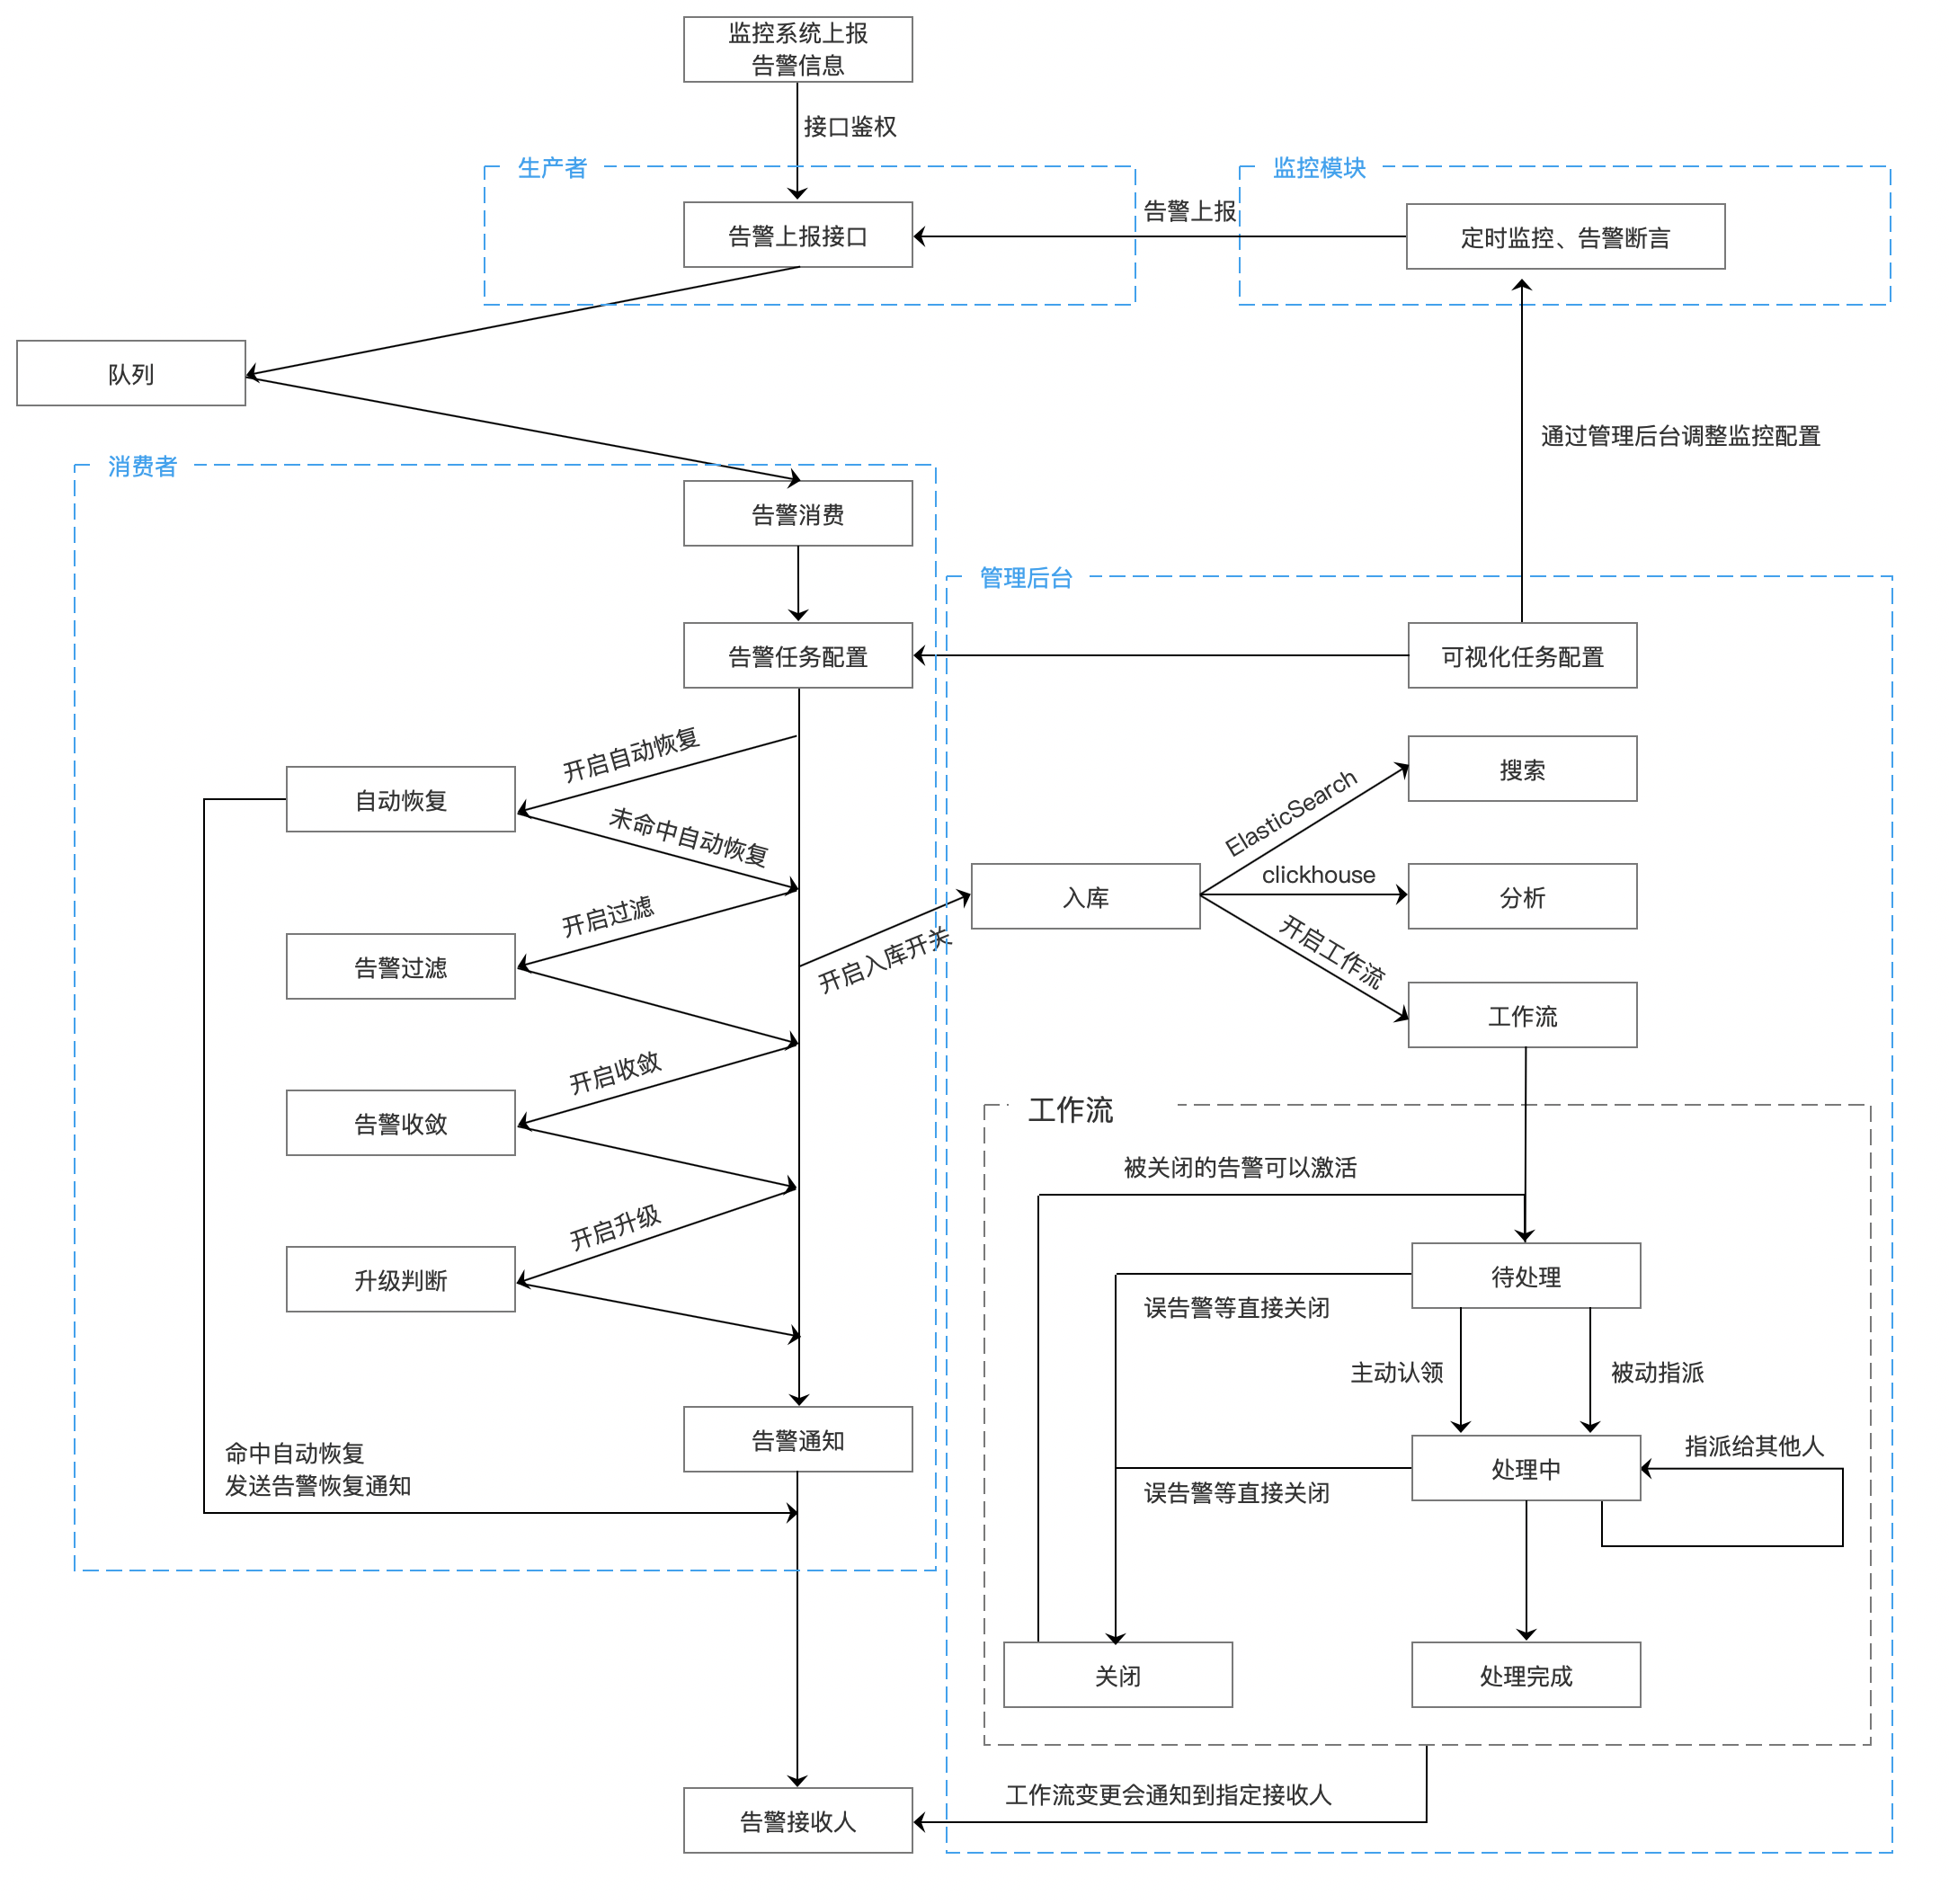 监控系统上报
告警信息
接口鉴权
生产者
监控模块
告警上报
告警上报接口
定时监控、告警断言
队列
通过管理后台调整监控配置
消费者
告警消费
管理后台
告警任务配置
可视化任务配置
开启自动恢复
自动恢复
未命中自动恢复
搜索
ElasticSearch
clickhouse
入库
分析
开启过滤
告警过滤
开启入库开关
开启工作流
工作流
开启收敛
告警收敛
工作流
被关闭的告警可以激活
开启升级
升级判断
待处理
误告警等直接关闭
主动认领
被动指派
告警通知
命中自动恢复
发送告警恢复通知
指派给其他人
处理中
误告警等直接关闭
关闭
处理完成
工作流变更会通知到指定接收人
告警接收人